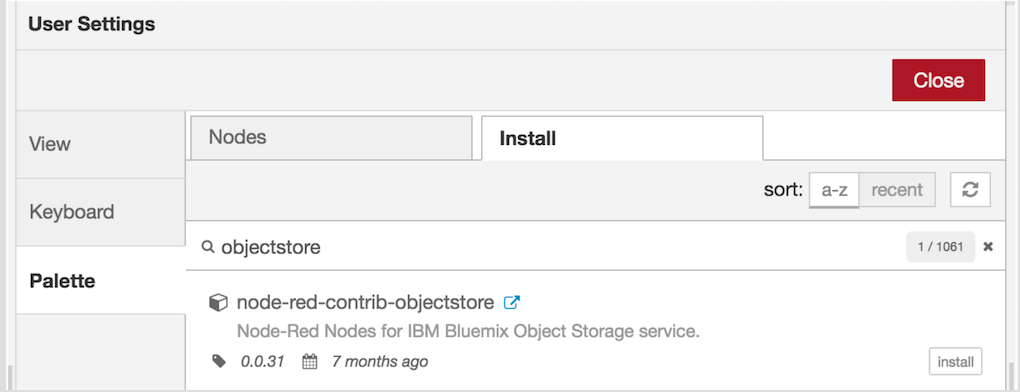 User Settings
Close
View
Keyboard
Palette
Nodes
Install
sort: a-z recent
objectstore
1 / 1061
node-red-contrib-objectstore
Node-Red Nodes for IBM Bluemix Object Storage service.
0.0.31 7 months ago
install